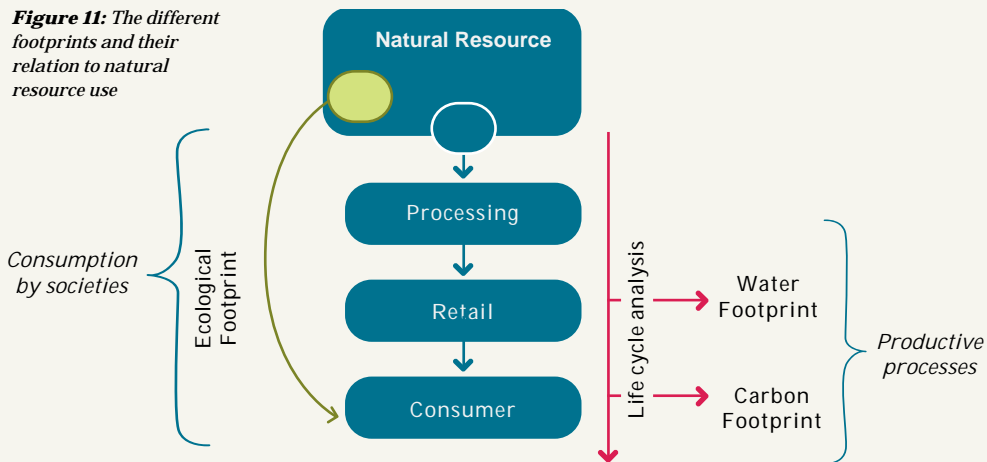 Figure 11: The different
footprints and their
relation to natural
resource use
Natural Resource
Processing
Retail
Consumer
Consumption
by societies
Ecological
Footprint
Life cycle analysis
Water
Footprint
Carbon
Footprint
Productive
processes